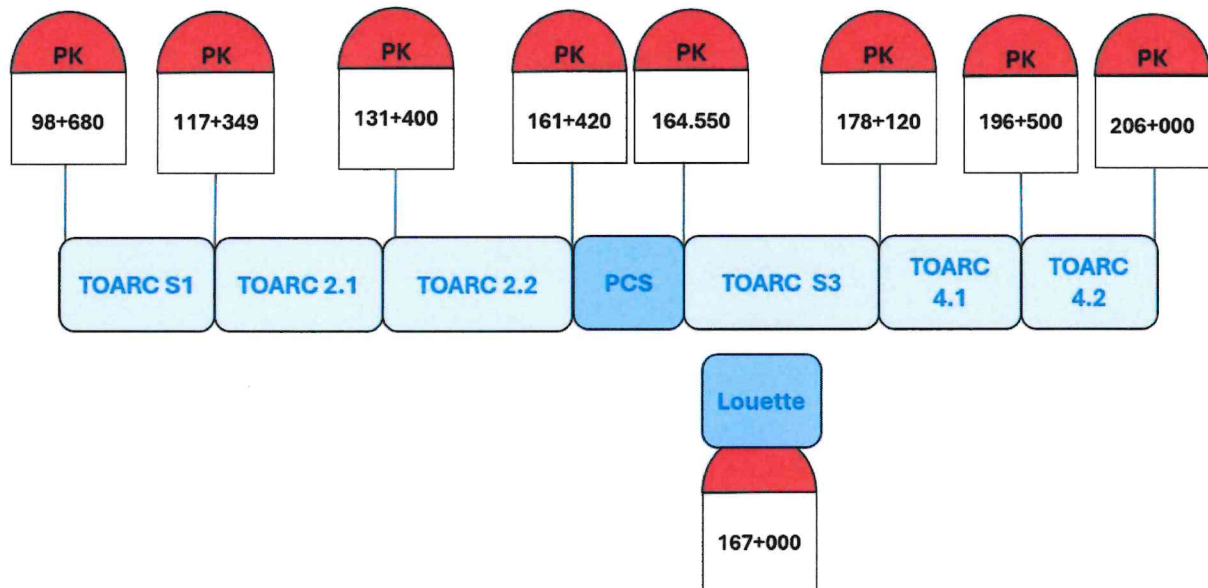 PK PK PK PK PK PK PK PK
98+680 117+349 131+400 161+420 164.550 178+120 196+500 206+000
TOARC S1 TOARC 2.1 TOARC 2.2 PCS TOARC S3 TOARC 4.1 TOARC 4.2
Louette
167+000